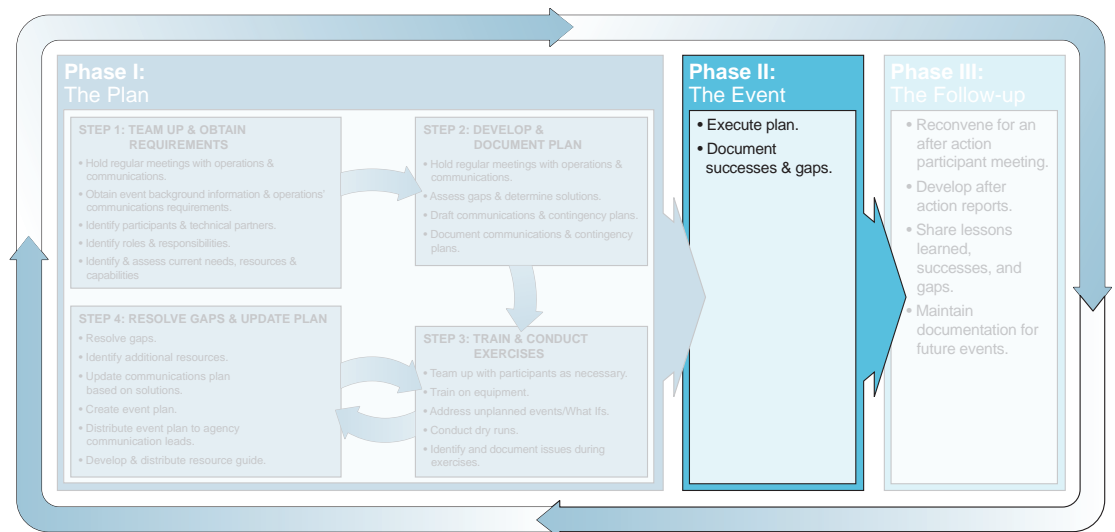 Phase I:
The Plan
STEP 1: TEAM UP & OBTAIN
REQUIREMENTS
• Hold regular meetings with operations &
communications.
• Obtain event background information & operations’
communications requirements.
• Identify participants & technical partners.
• Identify roles & responsibilities.
• Identify & assess current needs, resources &
capabilities
STEP 2: DEVELOP &
DOCUMENT PLAN
• Hold regular meetings with operations &
communications.
• Assess gaps & determine solutions.
• Draft communications & contingency plans.
• Document communications & contingency
plans.
STEP 4: RESOLVE GAPS & UPDATE PLAN
• Resolve gaps.
• Identify additional resources.
• Update communications plan
based on solutions.
• Create event plan.
• Distribute event plan to agency
communication leads.
• Develop & distribute resource guide.
STEP 3: TRAIN & CONDUCT
EXERCISES
• Team up with participants as necessary.
• Train on equipment.
• Address unplanned events/What Ifs.
• Conduct dry runs.
• Identify and document issues during
exercises.
Phase II:
The Event
• Execute plan.
• Document
successes & gaps.
Phase III:
The Follow-up
• Reconvene for an
after action
participant meeting.
• Develop after
action reports.
• Share lessons
learned,
successes, and
gaps.
• Maintain
documentation for
future events.